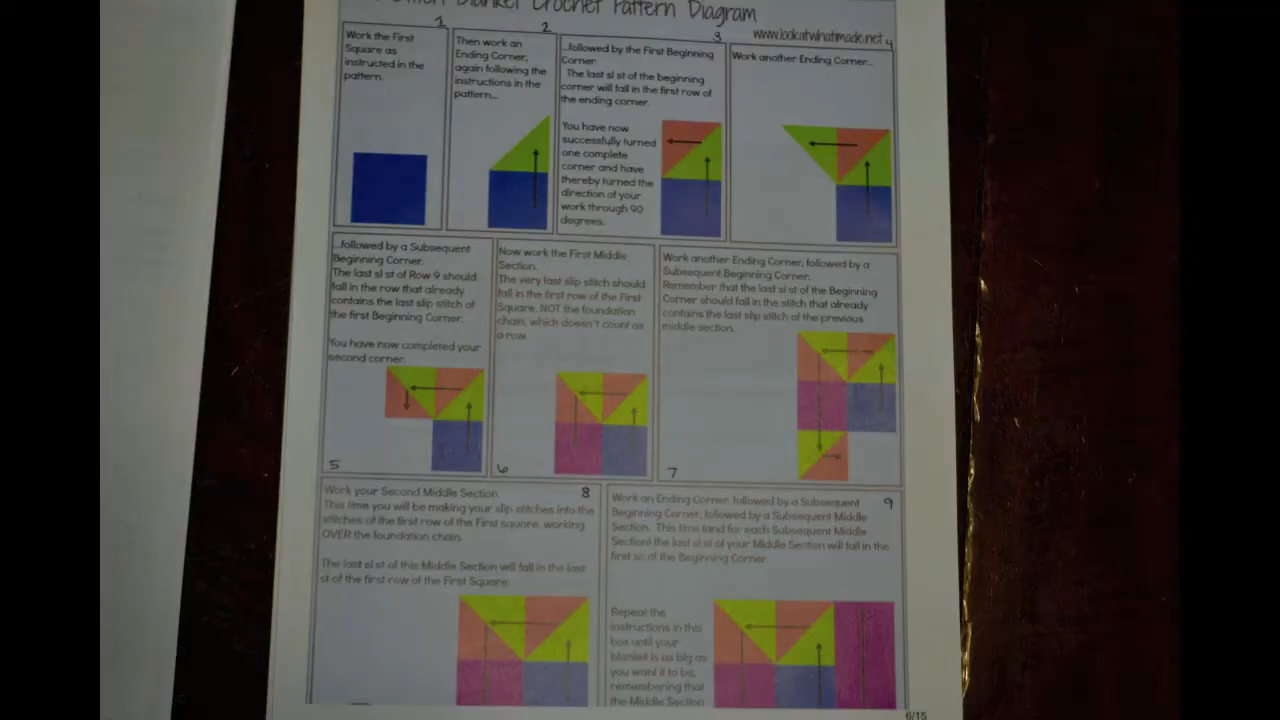 Blanket Crochet Pattern Diagram
www.lookatwhatimade.net
1
Work the First
Square as
instructed in the
pattern.
2
Then work an
Ending Corner,
again following the
instructions in the
pattern...
3
...followed by the First Beginning
Corner
The last sl st of the beginning
corner will fall in the first row of
the ending corner.
You have now
successfully turned
one complete
corner and have
thereby turned the
direction of your
work through 90
degrees.
4
Work another Ending Corner...
...followed by a Subsequent
Beginning Corner.
The last sl st of Row 9 should
fall in the row that already
contains the last slip stitch of
the first Beginning Corner.
You have now completed your
second corner.
5
Now work the First Middle
Section.
The very last slip stitch should
fall in the first row of the First
Square, NOT the foundation
chain, which doesn't count as
a row.
6
Work another Ending Corner, followed by a
Subsequent Beginning Corner.
Remember that the last sl st of the Beginning
Corner should fall in the stitch that already
contains the last slip stitch of the previous
middle section.
7
Work your Second Middle Section.
8
This time you will be making your slip stitches into the
stitches of the first row of the First square, working
OVER the foundation chain.
The last sl st of this Middle Section will fall in the last
st of the first row of the First Square
Work an Ending Corner, followed by a Subsequent
9
Beginning Corner, followed by a Subsequent Middle
Section. This time (and for each Subsequent Middle
Section) the last sl st of your Middle Section will fall in the
first sc of the Beginning Corner.
Repeat the
instructions in this
box until your
blanket is as big as
you want it to be,
remembering that
the Middle Section
6/15